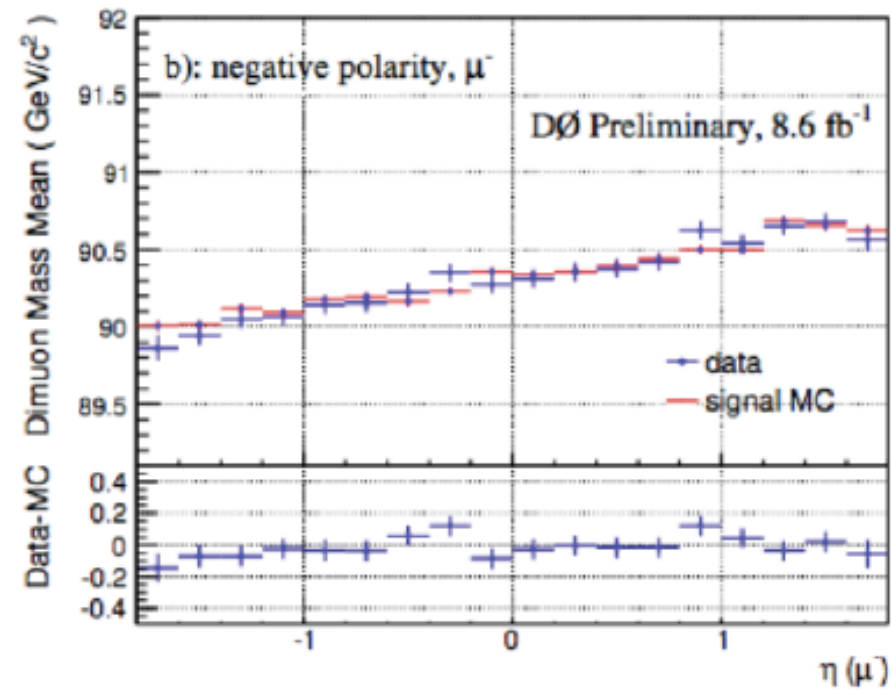 92
b): negative polarity, μ⁻
91.5
DØ Preliminary, 8.6 fb⁻¹
91
90.5
90
data
signal MC
89.5
Dimuon Mass Mean ( GeV/c²)
0.4
0.2
0
-0.2
-0.4
Data-MC
-1 0 1
η (μ⁻)